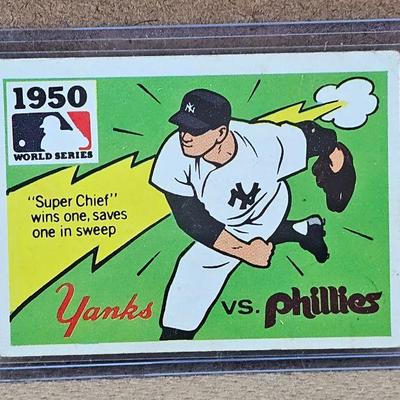 1950
WORLD SERIES
"Super Chief"
wins one, saves
one in sweep
NY
NY
Yanks vs. Phillies